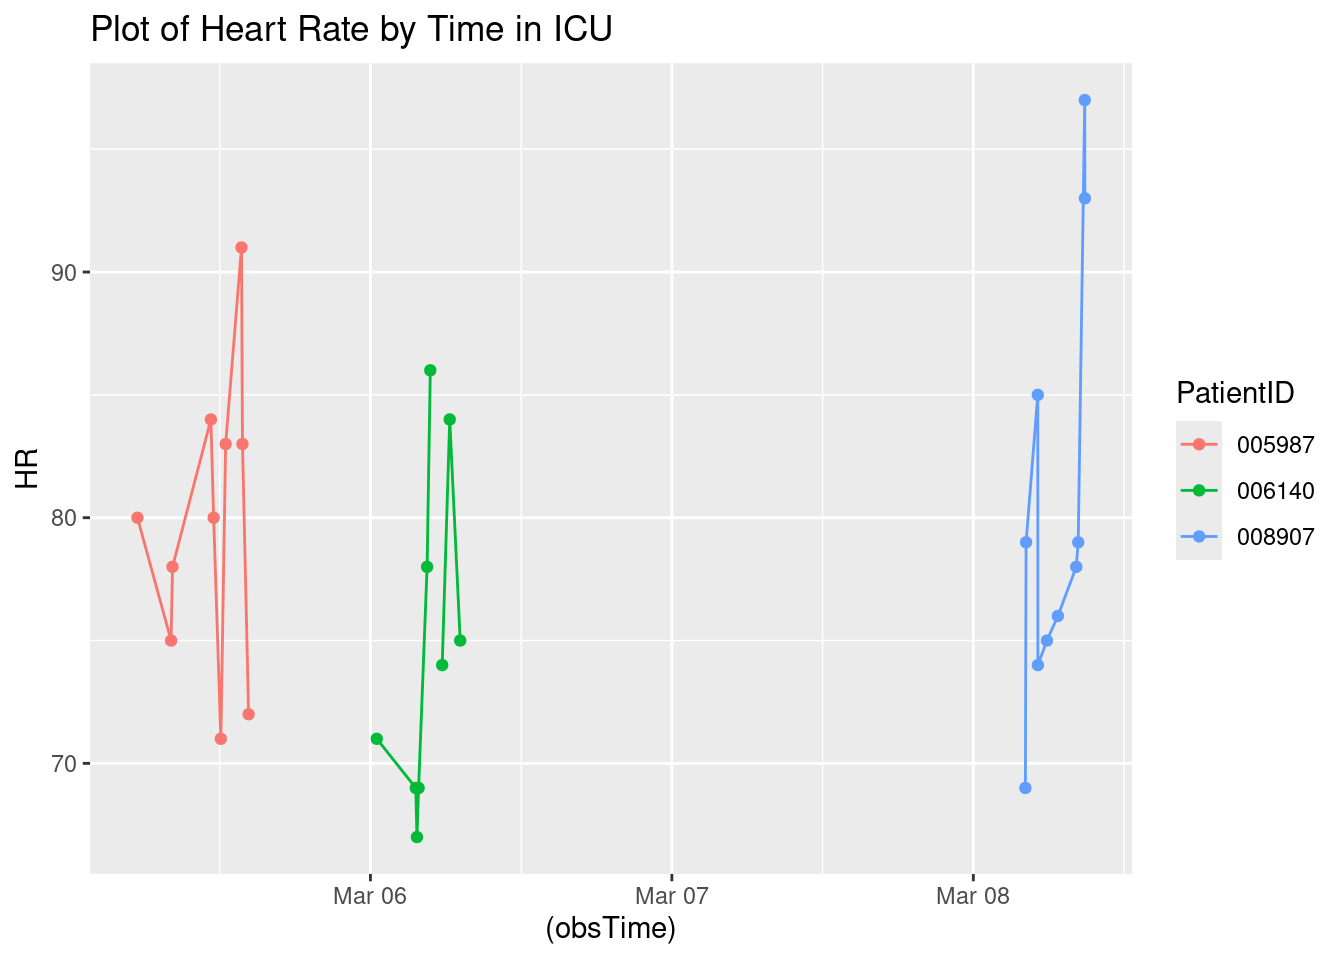 Plot of Heart Rate by Time in ICU
HR
90
80
70
Mar 06
Mar 07
Mar 08
(obsTime)
PatientID
005987
006140
008907